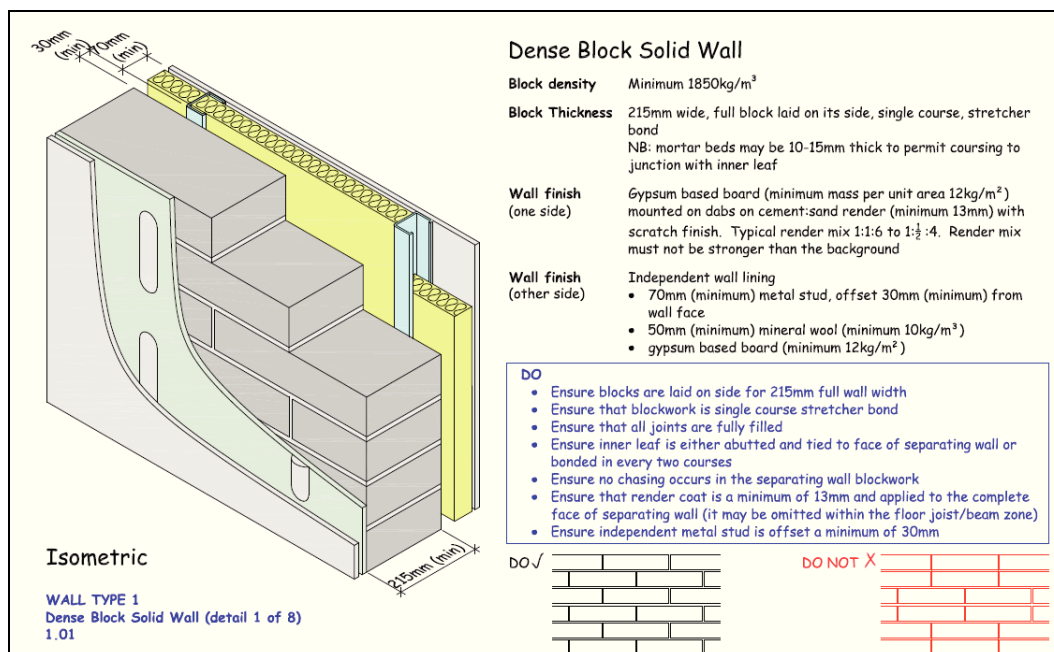 30mm
(min)
70mm
(min)
Dense Block Solid Wall
Block density Minimum 1850kg/m³
Block Thickness 215mm wide, full block laid on its side, single course, stretcher
bond
NB: mortar beds may be 10-15mm thick to permit coursing to
junction with inner leaf
Wall finish Gypsum based board (minimum mass per unit area 12kg/m²)
(one side) mounted on dabs on cement:sand render (minimum 13mm) with
scratch finish. Typical render mix 1:1:6 to 1:½:4. Render mix
must not be stronger than the background
Wall finish Independent wall lining
(other side) • 70mm (minimum) metal stud, offset 30mm (minimum) from
wall face
• 50mm (minimum) mineral wool (minimum 10kg/m³)
• gypsum based board (minimum 12kg/m²)
DO
• Ensure blocks are laid on side for 215mm full wall width
• Ensure that blockwork is single course stretcher bond
• Ensure that all joints are fully filled
• Ensure inner leaf is either abutted and tied to face of separating wall or
bonded in every two courses
• Ensure no chasing occurs in the separating wall blockwork
• Ensure that render coat is a minimum of 13mm and applied to the complete
face of separating wall (it may be omitted within the floor joist/beam zone)
• Ensure independent metal stud is offset a minimum of 30mm
215mm (min)
Isometric
WALL TYPE 1
Dense Block Solid Wall (detail 1 of 8)
1.01
DO √
DO NOT X